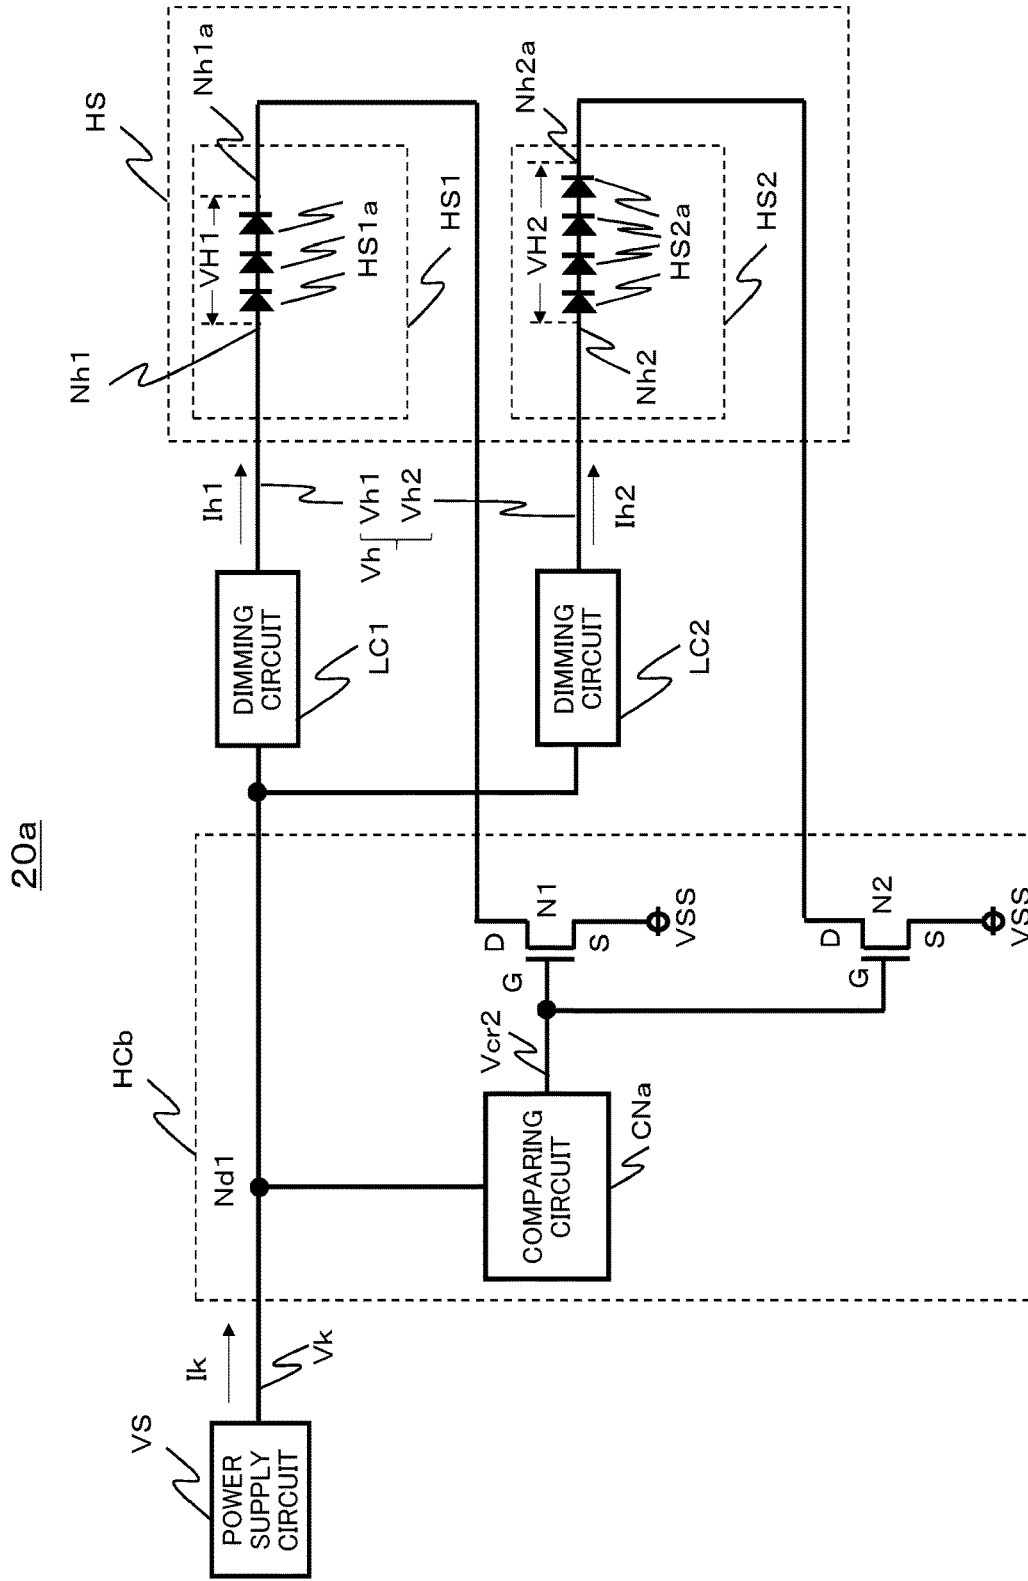 20a
VS
POWER
SUPPLY
CIRCUIT
Ik
Vk
HCb
Nd1
COMPARING
CIRCUIT
CNa
Vcr2
G
D
S
N1
VSS
G
D
S
N2
VSS
DIMMING
CIRCUIT
LC1
DIMMING
CIRCUIT
LC2
Ih1
Vh
Vh1
Vh2
Ih2
HS
Nh1
VH1
Nh1a
HS1a
HS1
Nh2
VH2
Nh2a
HS2a
HS2